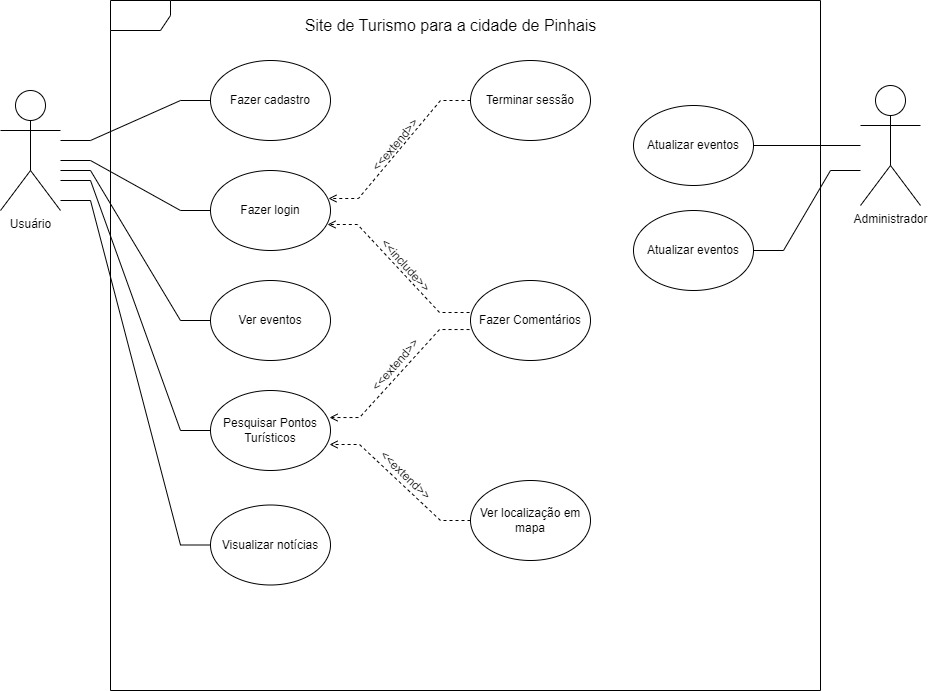 Site de Turismo para a cidade de Pinhais
Fazer cadastro
Terminar sessão
<<extend>>
Atualizar eventos
Fazer login
Usuário
Administrador
<<include>>
Atualizar eventos
Ver eventos
Fazer Comentários
<<extend>>
Pesquisar Pontos
Turísticos
<<extend>>
Ver localização em
mapa
Visualizar notícias